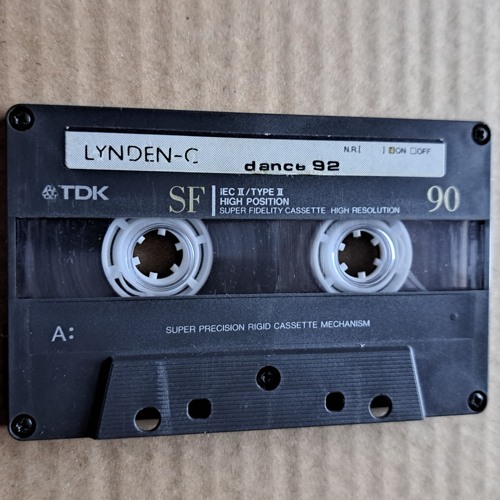 LYNDEN-C
N.R.[ ] ON OFF
dance 92
TDK SF IEC II/TYPE II 90
HIGH POSITION
SUPER FIDELITY CASSETTE HIGH RESOLUTION
A:
SUPER PRECISION RIGID CASSETTE MECHANISM